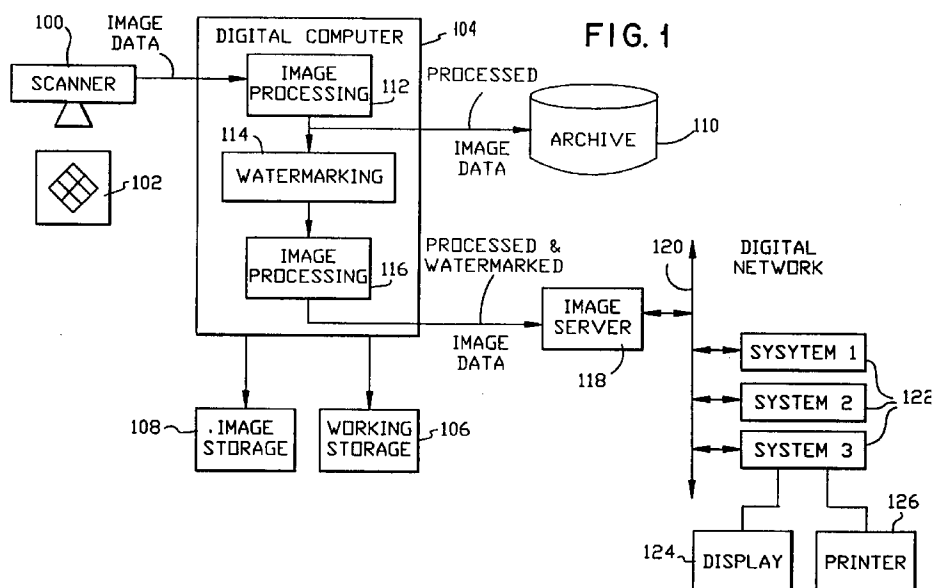 FIG. 1
100
IMAGE
DATA
SCANNER
102
DIGITAL COMPUTER
104
IMAGE
PROCESSING
112
114
WATERMARKING
IMAGE
PROCESSING
116
PROCESSED
IMAGE
DATA
ARCHIVE
110
PROCESSED &
WATERMARKED
IMAGE
DATA
IMAGE
SERVER
118
120
DIGITAL
NETWORK
SYSYTEM 1
SYSTEM 2
SYSTEM 3
122
108
.IMAGE
STORAGE
WORKING
STORAGE
106
124
DISPLAY
126
PRINTER